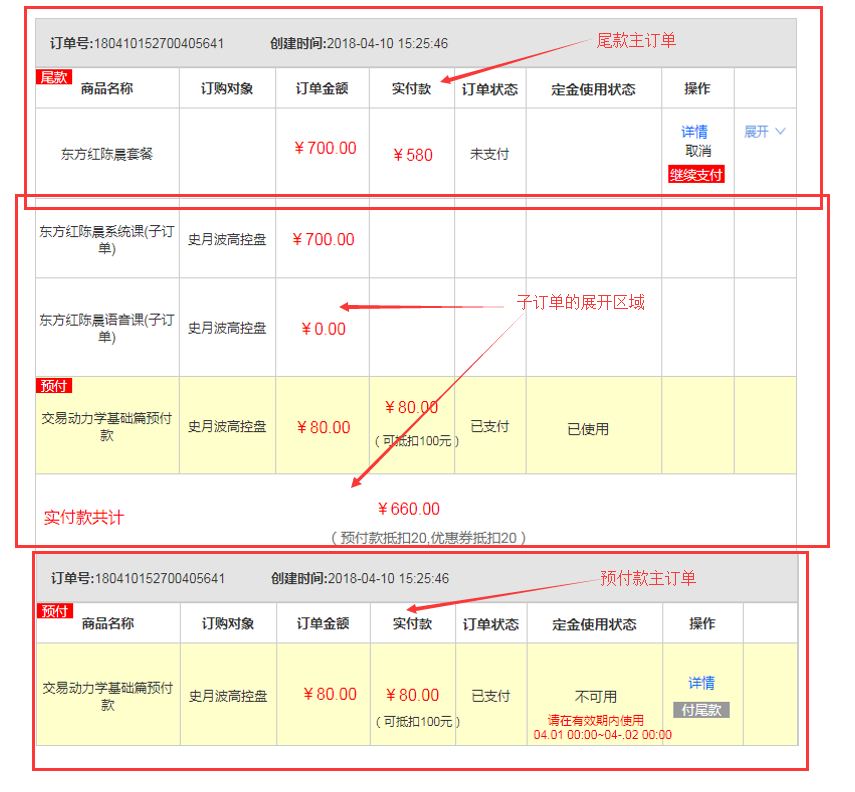 订单号:180410152700405641 创建时间:2018-04-10 15:25:46 尾款主订单
尾款
商品名称 订购对象 订单金额 实付款 订单状态 定金使用状态 操作
东方红陈晨套餐 ￥700.00 ￥580 未支付 详情 展开
取消
继续支付
东方红陈晨系统课(子订
单) 史月波高控盘 ￥700.00
子订单的展开区域
东方红陈晨语音课(子订
单) 史月波高控盘 ￥0.00
预付
交易动力学基础篇预付
款 史月波高控盘 ￥80.00 ￥80.00 已支付 已使用
(可抵扣100元)
实付款共计 ￥660.00
(预付款抵扣20,优惠券抵扣20)
订单号:180410152700405641 创建时间:2018-04-10 15:25:46 预付款主订单
预付
商品名称 订购对象 订单金额 实付款 订单状态 定金使用状态 操作
交易动力学基础篇预付
款 史月波高控盘 ￥80.00 ￥80.00 已支付 不可用 详情
(可抵扣100元) 请在有效期内使用 付尾款
04.01 00:00~04-.02 00:00